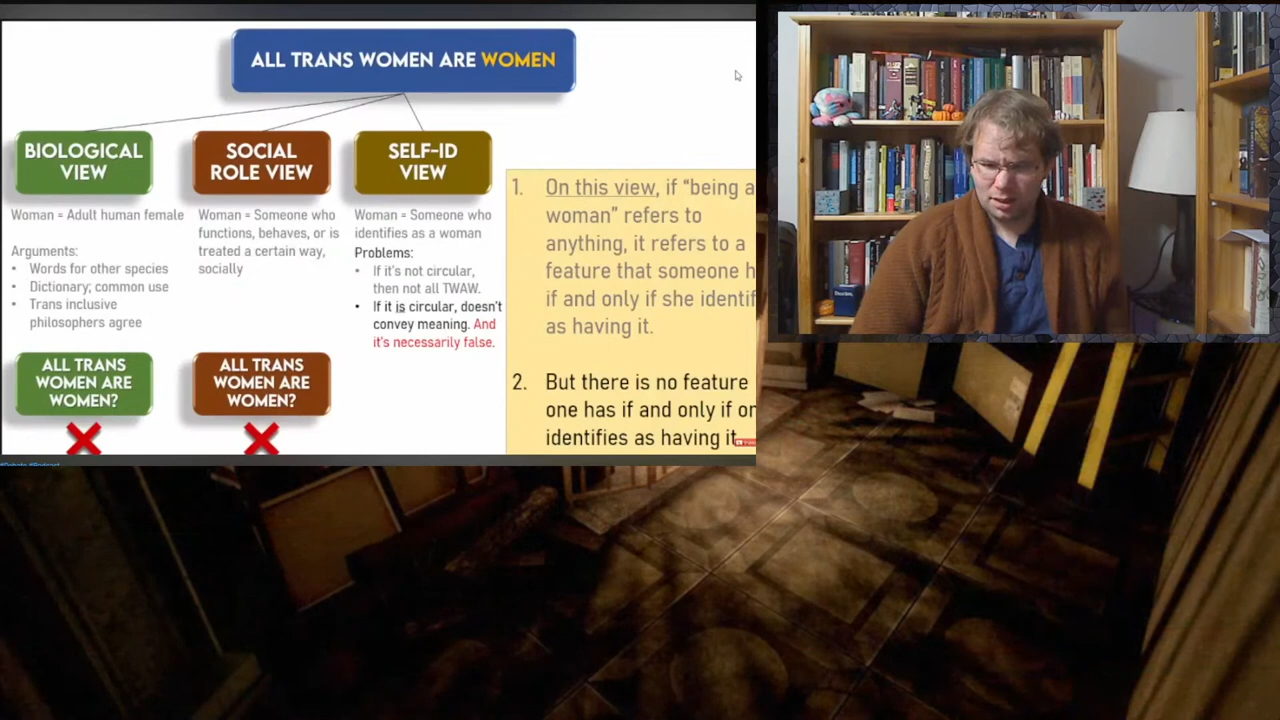 ALL TRANS WOMEN ARE WOMEN
BIOLOGICAL
VIEW
Woman = Adult human female
Arguments:
• Words for other species
• Dictionary; common use
• Trans inclusive
philosophers agree
ALL TRANS
WOMEN ARE
WOMEN?
SOCIAL
ROLE VIEW
Woman = Someone who
functions, behaves, or is
treated a certain way,
socially
ALL TRANS
WOMEN ARE
WOMEN?
SELF-ID
VIEW
Woman = Someone who
identifies as a woman
Problems:
• If it's not circular,
then not all TWAW.
• If it is circular, doesn't
convey meaning. And
it's necessarily false.
1. On this view, if "being a
woman" refers to
anything, it refers to a
feature that someone h
if and only if she identif
as having it.
2. But there is no feature
one has if and only if on
identifies as having it